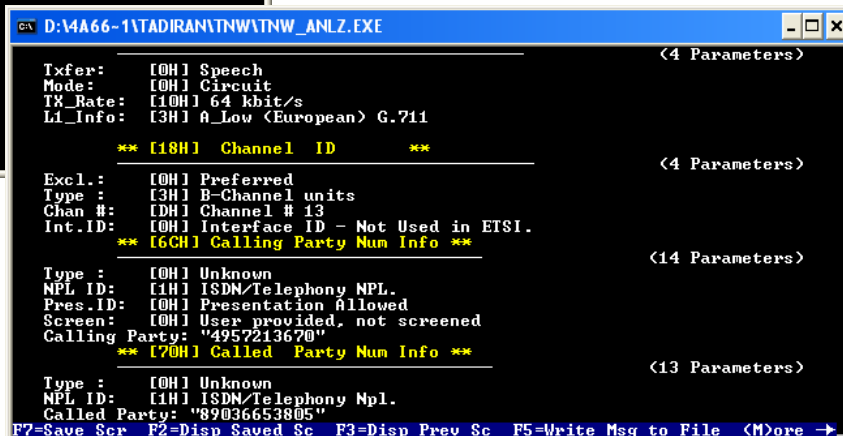 D:\4A66~1\TADIRAN\TNW\TNW_ANLZ.EXE
(4 Parameters)
Txfer: [0H] Speech
Mode: [0H] Circuit
TX_Rate: [10H] 64 kbit/s
L1_Info: [3H] A_Low (European) G.711
** [18H] Channel ID **
(4 Parameters)
Excl.: [0H] Preferred
Type : [3H] B-Channel units
Chan #: [DH] Channel # 13
Int.ID: [0H] Interface ID - Not Used in ETSI.
** [6CH] Calling Party Num Info **
(14 Parameters)
Type : [0H] Unknown
NPL ID: [1H] ISDN/Telephony NPL.
Pres.ID: [0H] Presentation Allowed
Screen: [0H] User provided, not screened
Calling Party: "4957213670"
** [70H] Called Party Num Info **
(13 Parameters)
Type : [0H] Unknown
NPL ID: [1H] ISDN/Telephony Npl.
Called Party: "89036653805"
F7=Save Scr F2=Disp Saved Sc F3=Disp Prev Sc F5=Write Msg to File (M)ore →